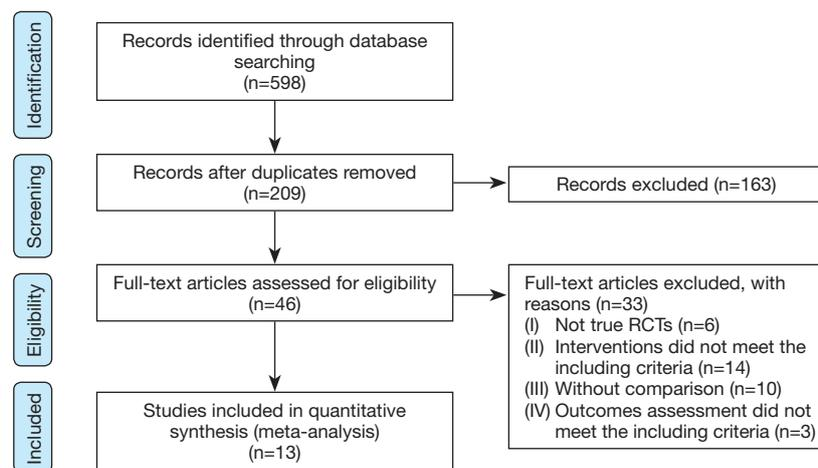 Identification
Records identified through database
searching
(n=598)
Screening
Records after duplicates removed
(n=209)
Records excluded (n=163)
Eligibility
Full-text articles assessed for eligibility
(n=46)
Full-text articles excluded, with
reasons (n=33)
(I) Not true RCTs (n=6)
(II) Interventions did not meet the
including criteria (n=14)
(III) Without comparison (n=10)
(IV) Outcomes assessment did not
meet the including criteria (n=3)
Included
Studies included in quantitative
synthesis (meta-analysis)
(n=13)